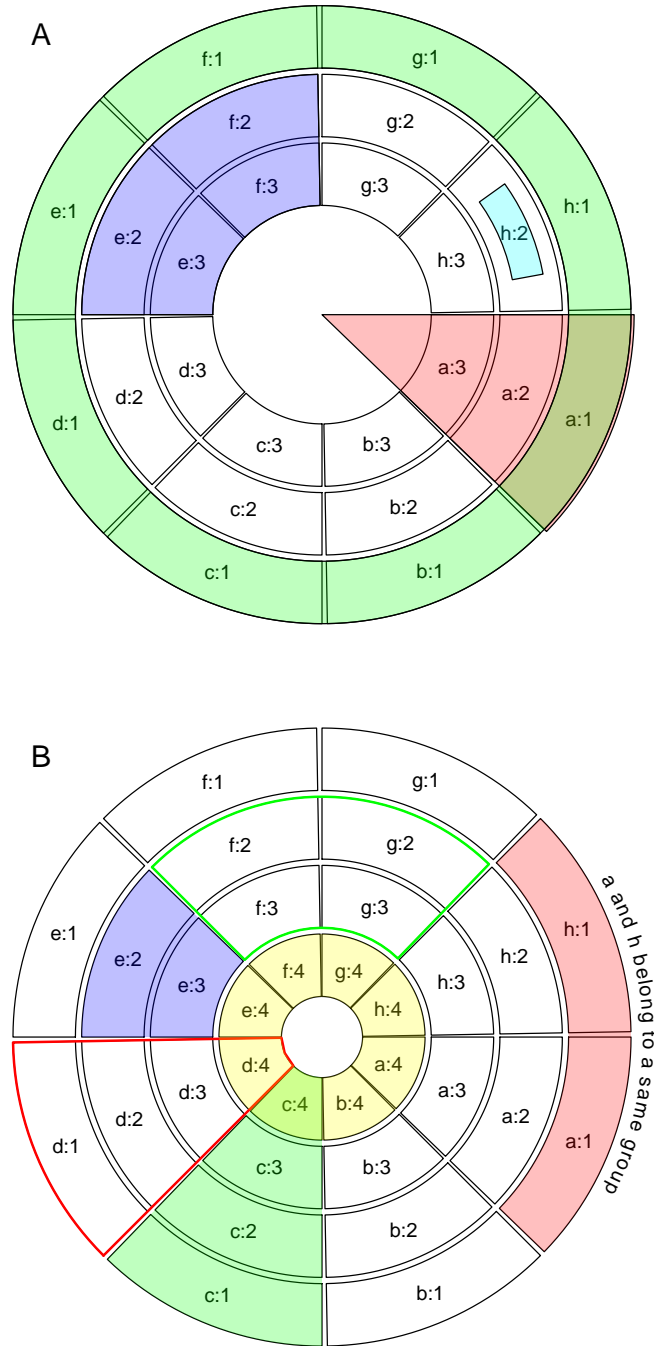 A
f:1
g:1
f:2
g:2
f:3
g:3
e:1
h:1
e:2
h:2
e:3
h:3
d:3
a:3
d:2
a:2
d:1
a:1
c:3
b:3
c:2
b:2
c:1
b:1
B
f:1
g:1
f:2
g:2
f:3
g:3
e:1
h:1
e:2
h:2
e:3
h:3
f:4
g:4
e:4
h:4
d:4
a:4
c:4
b:4
d:3
a:3
d:2
a:2
d:1
a:1
c:3
b:3
c:2
b:2
c:1
b:1
a and h belong to a same group